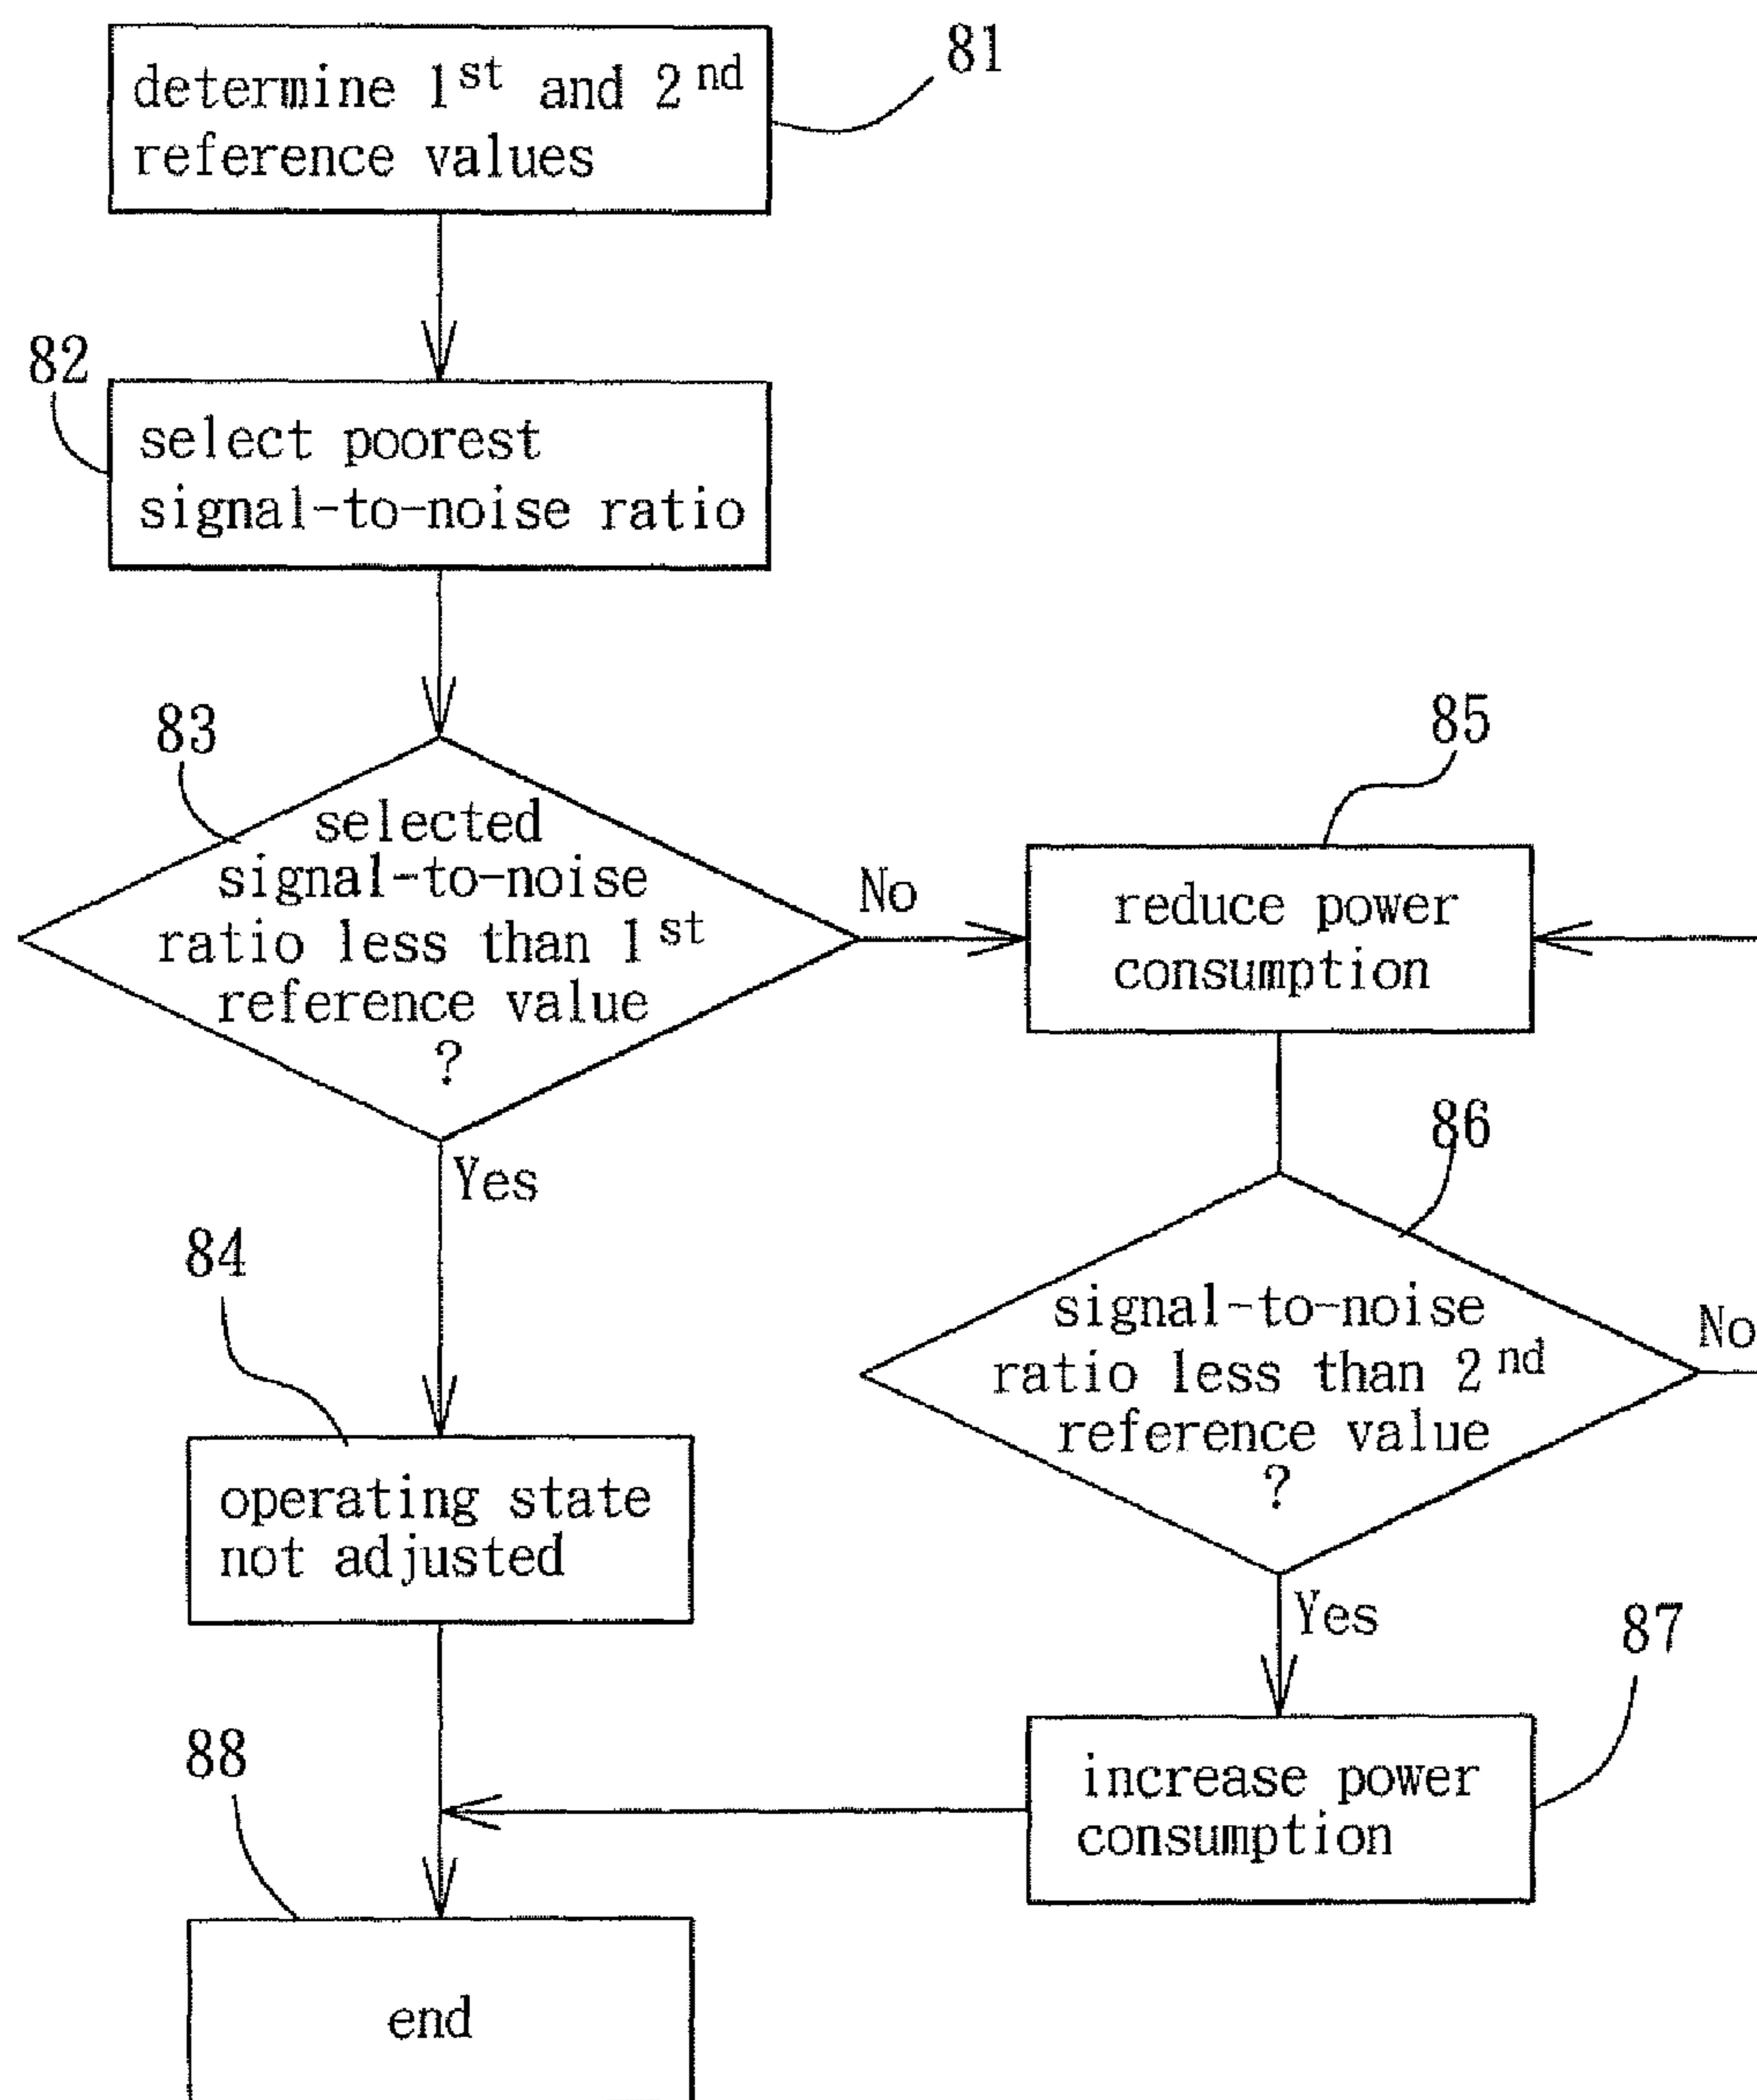 81
determine 1st and 2nd
reference values
82
select poorest
signal-to-noise ratio
83
selected
signal-to-noise
ratio less than 1st
reference value
?
No
Yes
85
reduce power
consumption
86
signal-to-noise
ratio less than 2nd
reference value
?
No
Yes
84
operating state
not adjusted
87
increase power
consumption
88
end